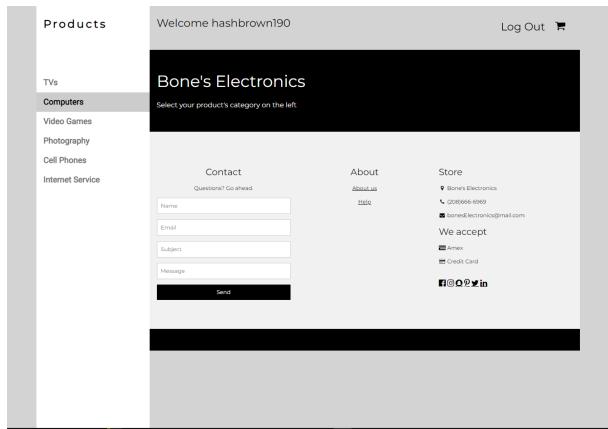 Products
TVs
Computers
Video Games
Photography
Cell Phones
Internet Service
Welcome hashbrown190
Log Out
Bone's Electronics
Select your product's category on the left
Contact
Questions? Go ahead.
Name
Email
Subject
Message
Send
About
About us
Help
Store
Bone's Electronics
(208)666-6969
bonesElectronics@mail.com
We accept
Amex
Credit Card